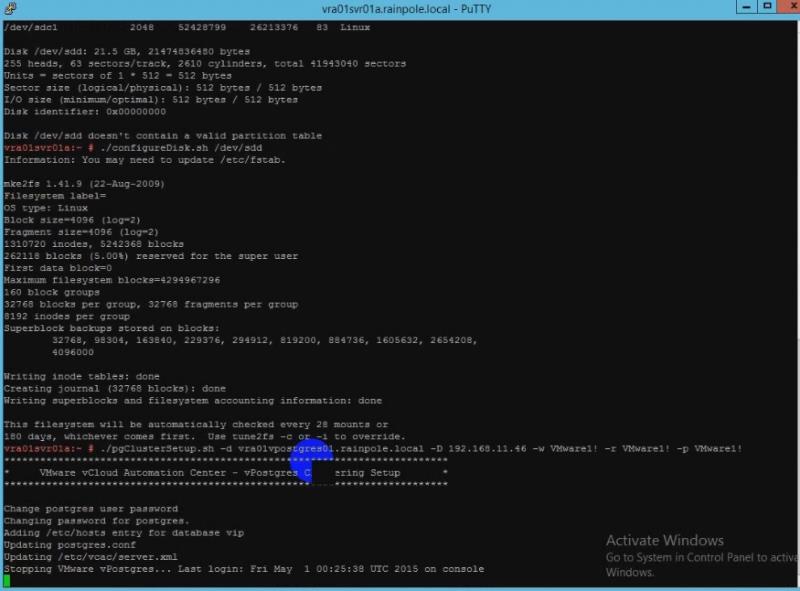 vra01svr01a.rainpole.local - PuTTY
/dev/sdc1 2048 52428799 26213376 83 Linux
Disk /dev/sdd: 21.5 GB, 21474836480 bytes
255 heads, 63 sectors/track, 2610 cylinders, total 41943040 sectors
Units = sectors of 1 * 512 = 512 bytes
Sector size (logical/physical): 512 bytes / 512 bytes
I/O size (minimum/optimal): 512 bytes / 512 bytes
Disk identifier: 0x00000000
Disk /dev/sdd doesn't contain a valid partition table
vra01svr01a:~ # ./configureDisk.sh /dev/sdd
Information: You may need to update /etc/fstab.
mke2fs 1.41.9 (22-Aug-2009)
Filesystem label=
OS type: Linux
Block size=4096 (log=2)
Fragment size=4096 (log=2)
1310720 inodes, 5242368 blocks
262118 blocks (5.00%) reserved for the super user
First data block=0
Maximum filesystem blocks=4294967296
160 block groups
32768 blocks per group, 32768 fragments per group
8192 inodes per group
Superblock backups stored on blocks:
32768, 98304, 163840, 229376, 294912, 819200, 884736, 1605632, 2654208,
4096000
Writing inode tables: done
Creating journal (32768 blocks): done
Writing superblocks and filesystem accounting information: done
This filesystem will be automatically checked every 28 mounts or
180 days, whichever comes first. Use tune2fs -c or -i to override.
vra01svr01a:~ # ./pgClusterSetup.sh -d vra01vpostgres01.rainpole.local -D 192.168.11.46 -w VMware1! -r VMware1! -p VMware1!
* VMware vCloud Automation Center - vPostgres C ering Setup *
Change postgres user password
Changing password for postgres.
Adding /etc/hosts entry for database vip
Updating postgres.conf
Updating /etc/vcac/server.xml
Stopping VMware vPostgres... Last login: Fri May 1 00:25:38 UTC 2015 on console
Activate Windows
Go to System in Control Panel to activa
Windows.